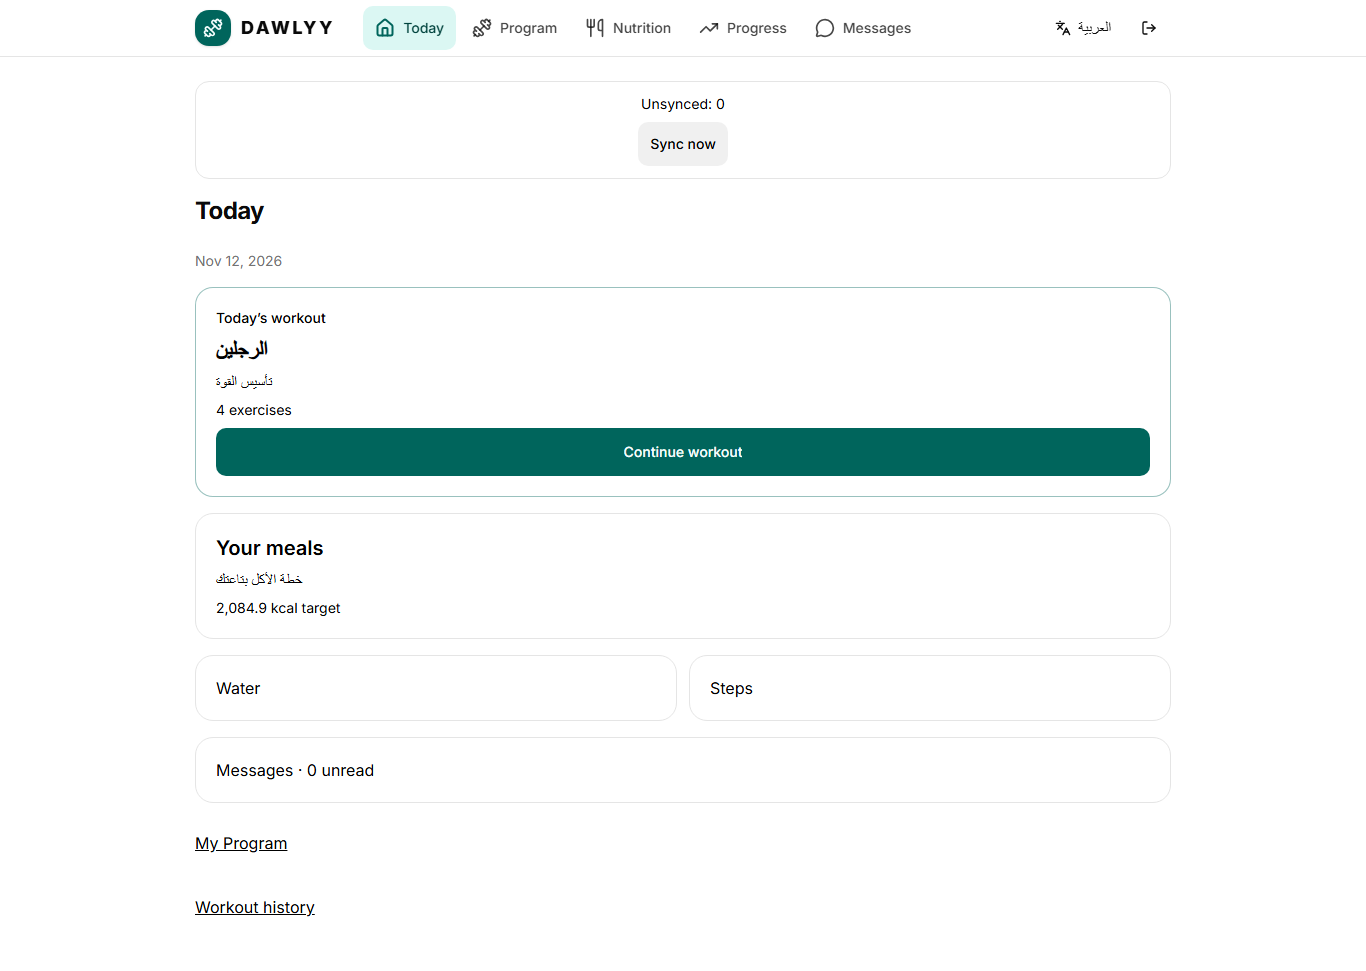 DAWLYY
Today
Program
Nutrition
Progress
Messages
العربية
Unsynced: 0
Sync now
Today
Nov 12, 2026
Today’s workout
الرجلين
تأسيس القوة
4 exercises
Continue workout
Your meals
خطة الأكل بتاعتك
2,084.9 kcal target
Water
Steps
Messages · 0 unread
My Program
Workout history